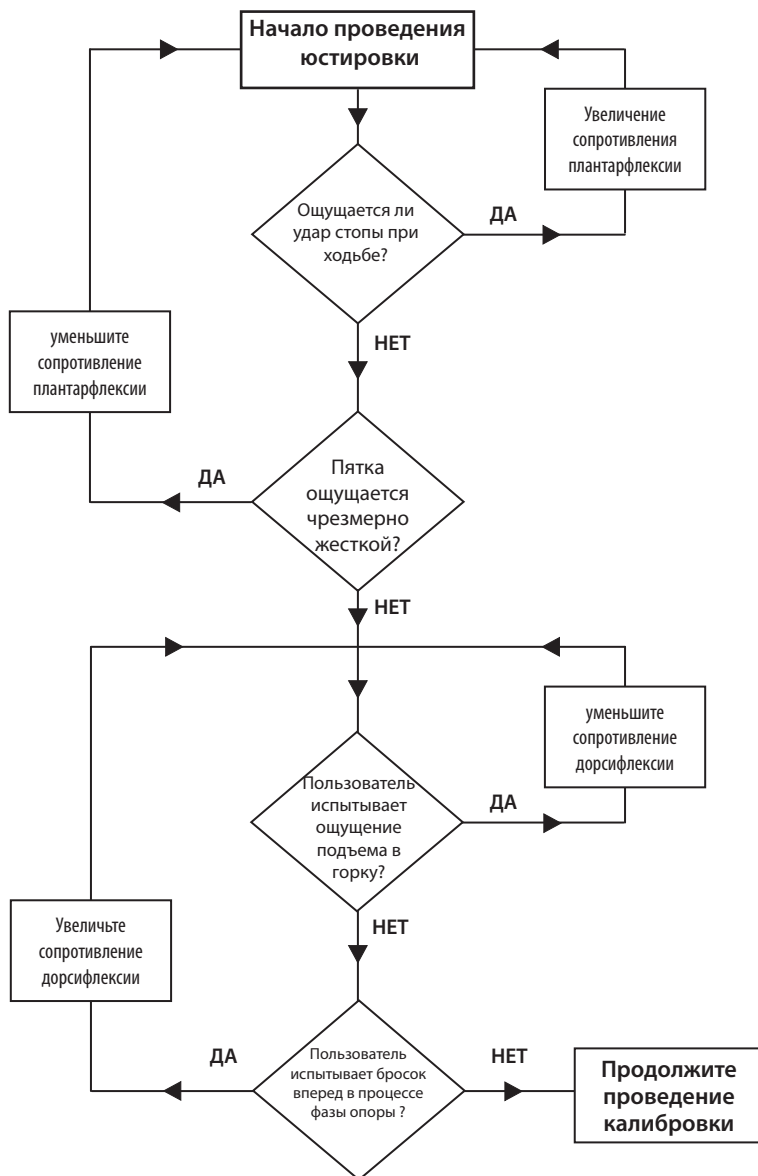 Начало проведения
юстировки
Увеличение
сопротивления
плантарфлексии
Ощущается ли
удар стопы при
ходьбе?
ДА
НЕТ
уменьшите
сопротивление
плантарфлексии
ДА
Пятка
ощущается
чрезмерно
жесткой?
НЕТ
уменьшите
сопротивление
дорсифлексии
Пользователь
испытывает
ощущение
подъема в
горку?
ДА
НЕТ
Увеличьте
сопротивление
дорсифлексии
ДА
Пользователь
испытывает бросок
вперед в процессе
фазы опоры ?
НЕТ
Продолжите
проведение
калибровки